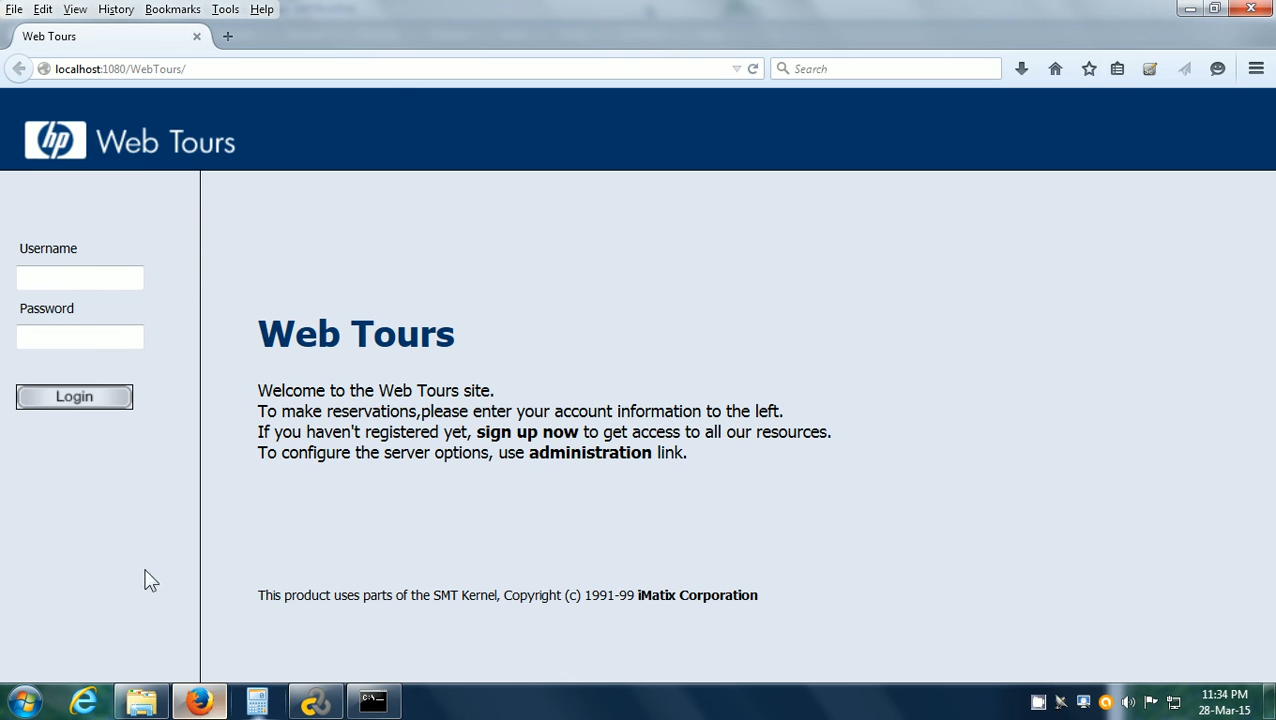 File Edit View History Bookmarks Tools Help
Web Tours
localhost:1080/WebTours/
Search
hp Web Tours
Username
Password
Login
Web Tours
Welcome to the Web Tours site.
To make reservations,please enter your account information to the left.
If you haven't registered yet, sign up now to get access to all our resources.
To configure the server options, use administration link.
This product uses parts of the SMT Kernel, Copyright (c) 1991-99 iMatix Corporation
C:\
11:34 PM
28-Mar-15